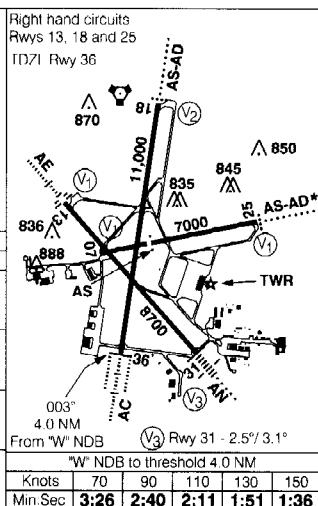 Right hand circuits
Rwys 13, 18 and 25
TDZL Rwy 36
AS-AD
870
18
V2
11,000
850
AE
835
845
V1
AS-AD*
13
836
V1
7000
25
07
V1
888
AS
TWR
8700
36
31
003°
4.0 NM
From "W" NDB
AC
AN
V3
V3 Rwy 31 - 2.5°/ 3.1°
"W" NDB to threshold 4.0 NM
Knots 70 90 110 130 150
Min:Sec 3:26 2:40 2:11 1:51 1:36